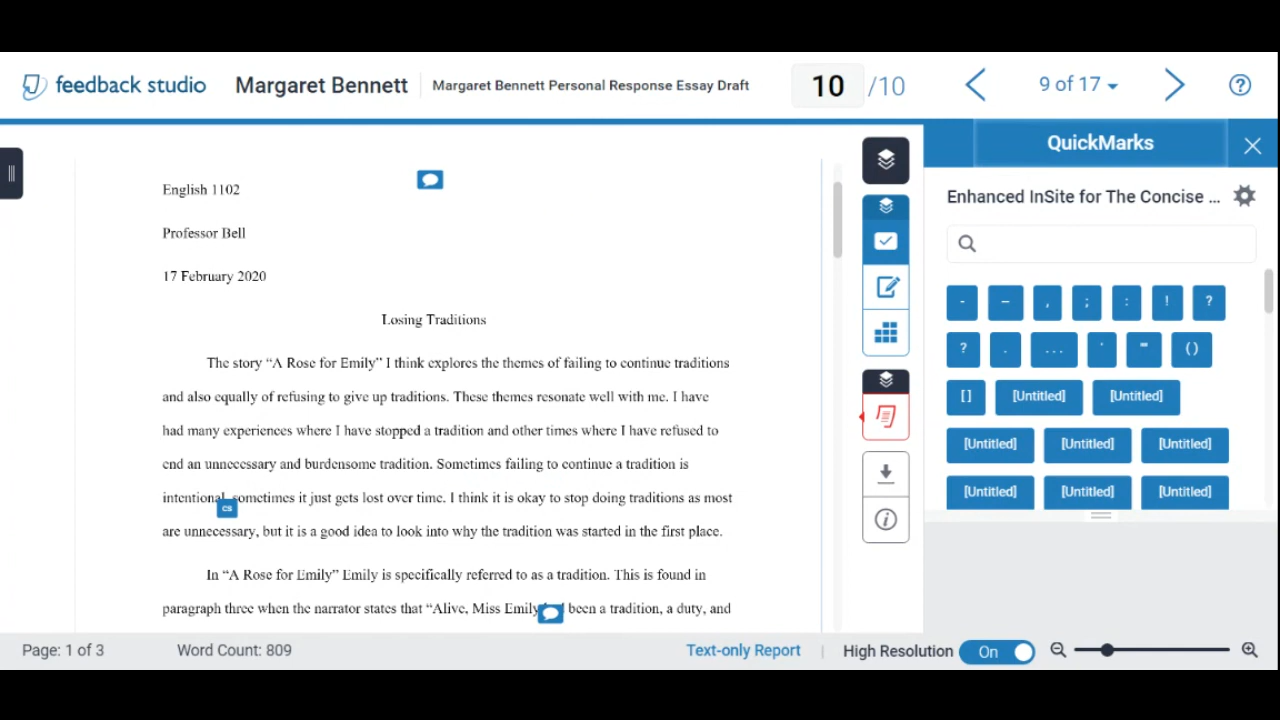 feedback studio Margaret Bennett Margaret Bennett Personal Response Essay Draft 10 /10 9 of 17 ?
QuickMarks
Enhanced InSite for The Concise ...
- – , ; : ! ?
? . ... ' "" ( )
[ ] [Untitled] [Untitled]
[Untitled] [Untitled] [Untitled]
[Untitled] [Untitled] [Untitled]
English 1102
Professor Bell
17 February 2020
Losing Traditions
The story “A Rose for Emily” I think explores the themes of failing to continue traditions
and also equally of refusing to give up traditions. These themes resonate well with me. I have
had many experiences where I have stopped a tradition and other times where I have refused to
end an unnecessary and burdensome tradition. Sometimes failing to continue a tradition is
intentional, sometimes it just gets lost over time. I think it is okay to stop doing traditions as most
cs
are unnecessary, but it is a good idea to look into why the tradition was started in the first place.
In “A Rose for Emily” Emily is specifically referred to as a tradition. This is found in
paragraph three when the narrator states that “Alive, Miss Emily been a tradition, a duty, and
Page: 1 of 3 Word Count: 809 Text-only Report High Resolution On